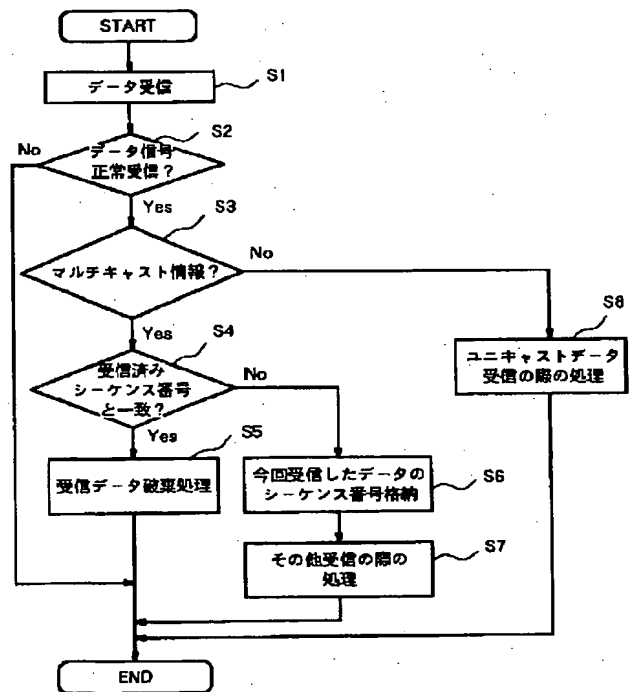 START
データ受信
S1
データ信号
正常受信？
S2
No
Yes
マルチキャスト情報？
S3
No
Yes
受信済み
シーケンス番号
と一致？
S4
No
Yes
受信データ破棄処理
S5
今回受信したデータの
シーケンス番号格納
S6
その他受信の際の
処理
S7
ユニキャストデータ
受信の際の処理
S8
END